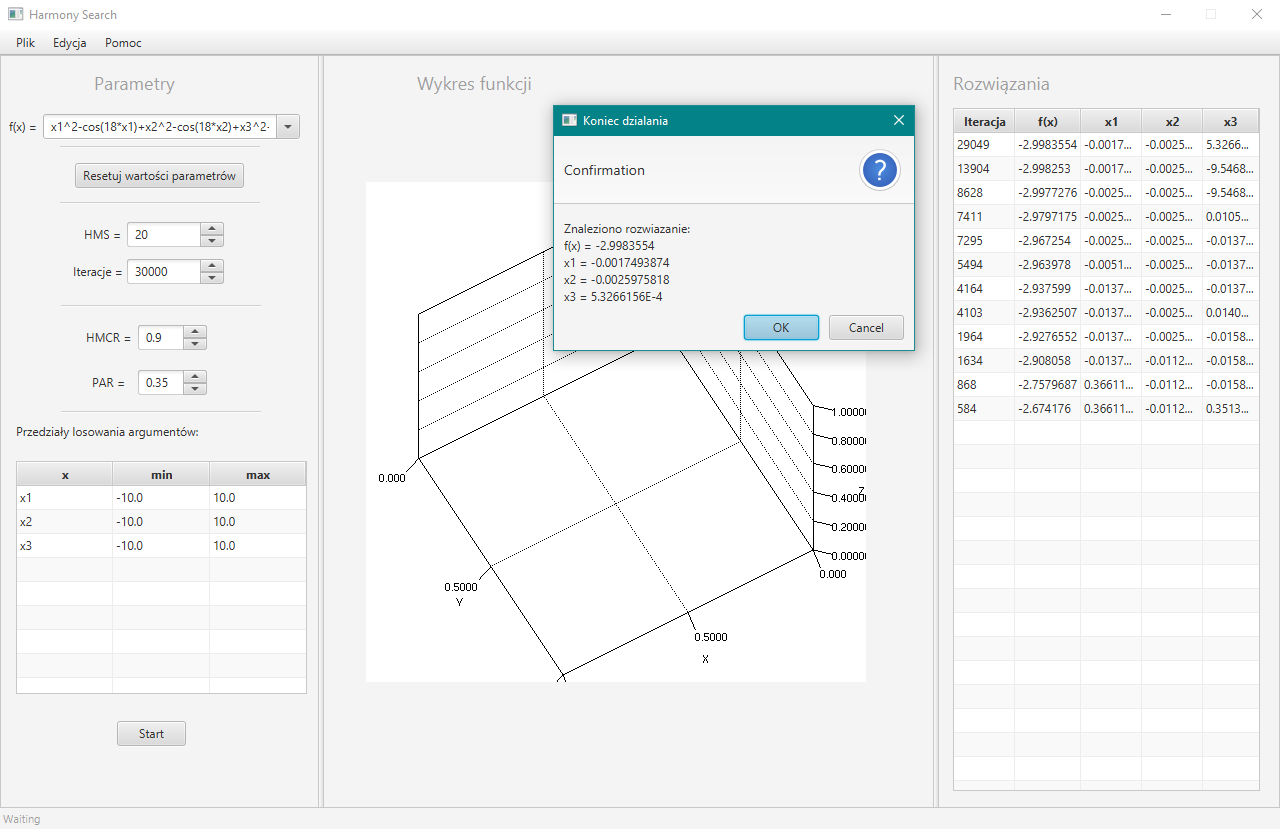 Harmony Search
Plik Edycja Pomoc
Parametry
f(x) = x1^2-cos(18*x1)+x2^2-cos(18*x2)+x3^2-
Resetuj wartości parametrów
HMS = 20
Iteracje = 30000
HMCR = 0.9
PAR = 0.35
Przedziały losowania argumentów:
x min max
x1 -10.0 10.0
x2 -10.0 10.0
x3 -10.0 10.0
Start
Wykres funkcji
0.000
0.5000
Y
0.5000
X
1.0000
0.8000
0.6000
Z
0.4000
0.2000
0.0000
0.000
Koniec dzialania
Confirmation
?
Znaleziono rozwiazanie:
f(x) = -2.9983554
x1 = -0.0017493874
x2 = -0.0025975818
x3 = 5.3266156E-4
OK Cancel
Rozwiązania
Iteracja f(x) x1 x2 x3
29049 -2.9983554 -0.0017... -0.0025... 5.3266...
13904 -2.998253 -0.0017... -0.0025... -9.5468...
8628 -2.9977276 -0.0025... -0.0025... -9.5468...
7411 -2.9797175 -0.0025... -0.0025... 0.0105...
7295 -2.967254 -0.0025... -0.0025... -0.0137...
5494 -2.963978 -0.0051... -0.0025... -0.0137...
4164 -2.937599 -0.0137... -0.0025... -0.0137...
4103 -2.9362507 -0.0137... -0.0025... 0.0140...
1964 -2.9276552 -0.0137... -0.0025... -0.0158...
1634 -2.908058 -0.0137... -0.0112... -0.0158...
868 -2.7579687 0.36611... -0.0112... -0.0158...
584 -2.674176 0.36611... -0.0112... 0.3513...
Waiting